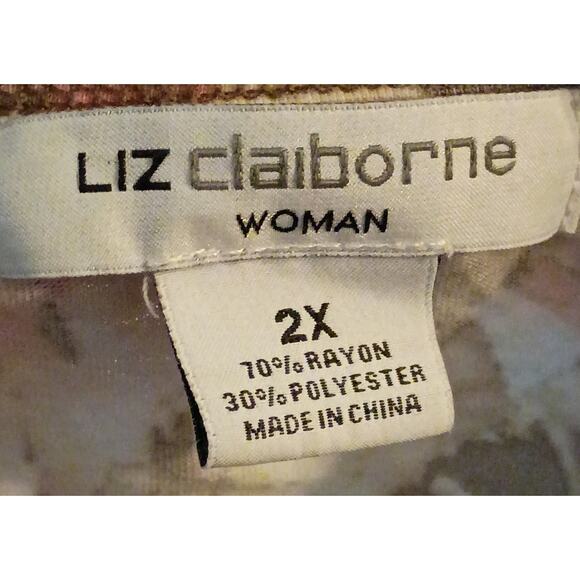 LIZ claiborne
WOMAN
2X
70% RAYON
30% POLYESTER
MADE IN CHINA